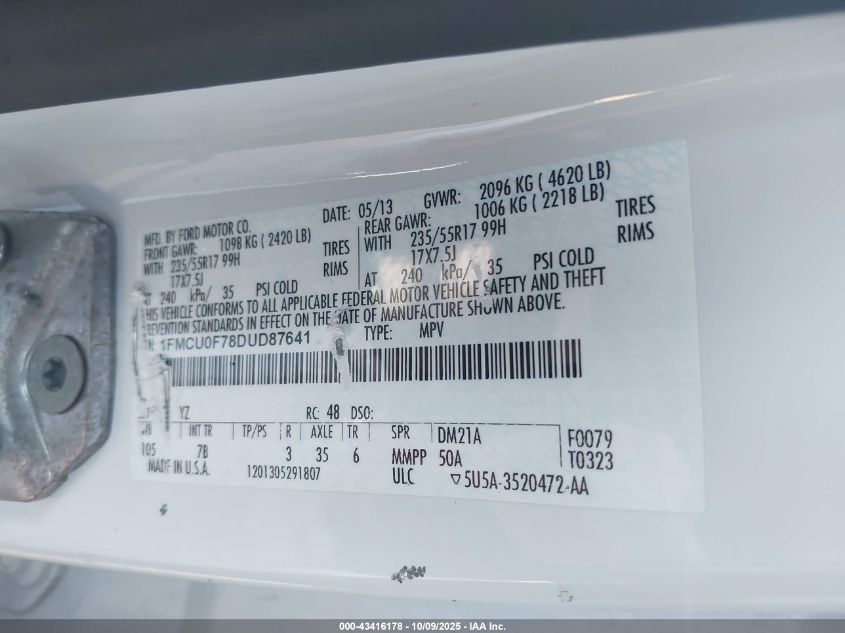 MFD. BY FORD MOTOR CO. DATE: 05/13 GVWR: 2096 KG ( 4620 LB)
FRONT GAWR: 1098 KG ( 2420 LB) REAR GAWR: 1006 KG ( 2218 LB)
WITH 235/55R17 99H TIRES WITH 235/55R17 99H TIRES
17X7.5J RIMS 17X7.5J RIMS
AT 240 kPa/ 35 PSI COLD AT 240 kPa/ 35 PSI COLD
HIS VEHICLE CONFORMS TO ALL APPLICABLE FEDERAL MOTOR VEHICLE SAFETY AND THEFT
REVENTION STANDARDS IN EFFECT ON THE DATE OF MANUFACTURE SHOWN ABOVE.
1FMCU0F78DUD87641 TYPE: MPV
YZ RC: 48 DSO:
INT TR TP/PS R AXLE TR SPR DM21A F0079
105 7B 3 35 6 MMPP 50A T0323
MADE IN U.S.A. 1201305291807 ULC ▽5U5A-3520472-AA
000-43416178 - 10/09/2025 - IAA Inc.